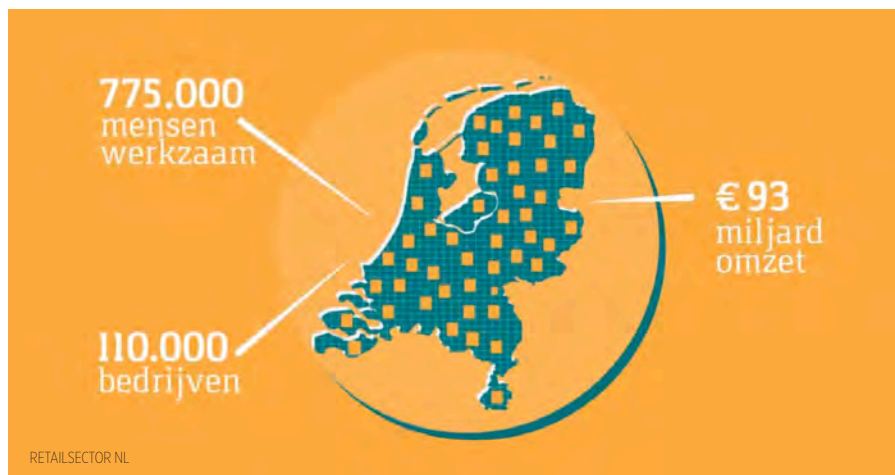 775.000
mensen
werkzaam
€ 93
miljard
omzet
110.000
bedrijven
RETAILSECTOR NL